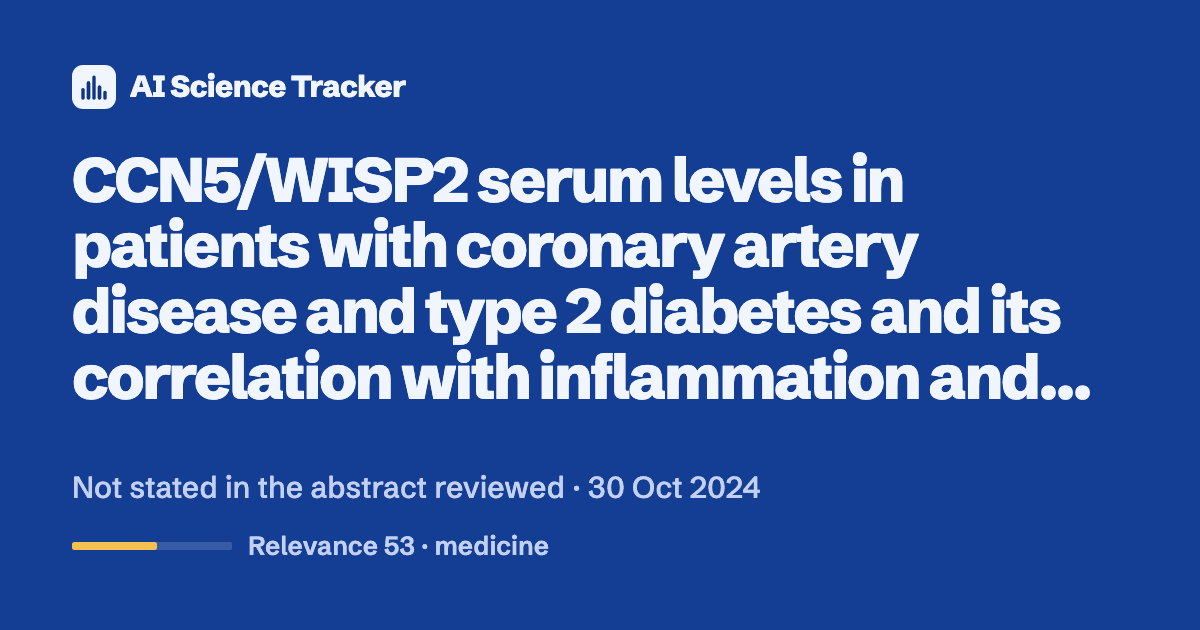 AI Science Tracker
CCN5/WISP2 serum levels in
patients with coronary artery
disease and type 2 diabetes and its
correlation with inflammation and...
Not stated in the abstract reviewed · 30 Oct 2024
Relevance 53 · medicine